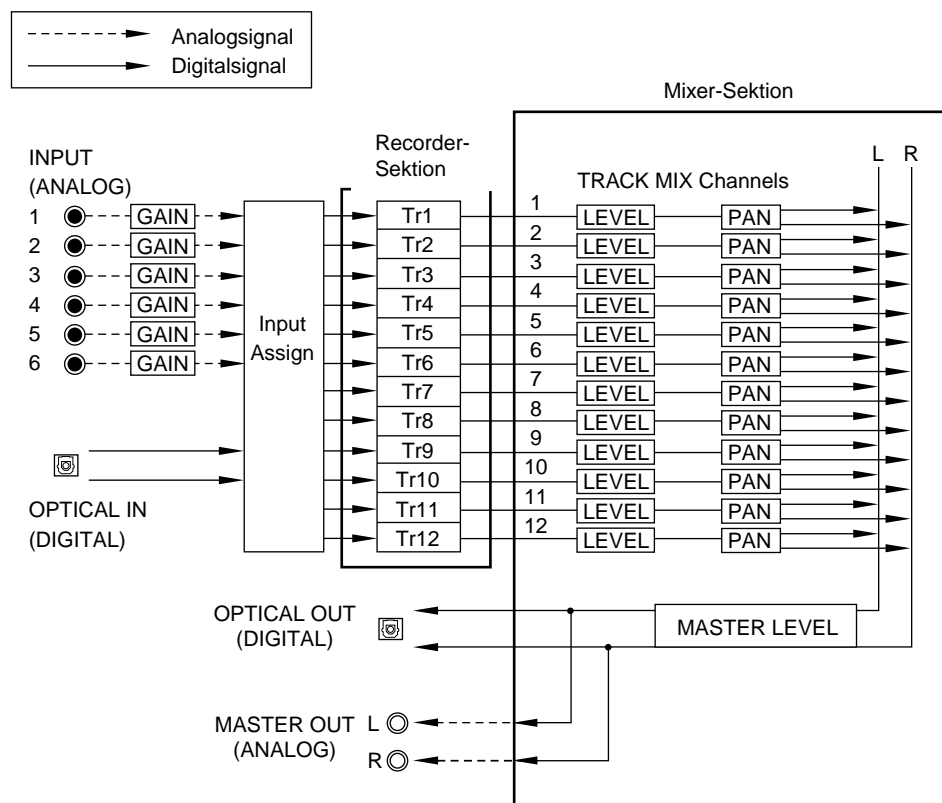 Analogsignal
Digitalsignal
Mixer-Sektion
Recorder-
Sektion
L R
INPUT
(ANALOG)
TRACK MIX Channels
1 GAIN Tr1 1 LEVEL PAN
2 GAIN Tr2 2 LEVEL PAN
3 GAIN Tr3 3 LEVEL PAN
4 GAIN Tr4 4 LEVEL PAN
5 GAIN Tr5 5 LEVEL PAN
6 GAIN Tr6 6 LEVEL PAN
Input
Assign
Tr7 7 LEVEL PAN
Tr8 8 LEVEL PAN
Tr9 9 LEVEL PAN
Tr10 10 LEVEL PAN
Tr11 11 LEVEL PAN
Tr12 12 LEVEL PAN
OPTICAL IN
(DIGITAL)
OPTICAL OUT
(DIGITAL)
MASTER LEVEL
MASTER OUT
(ANALOG)
L
R